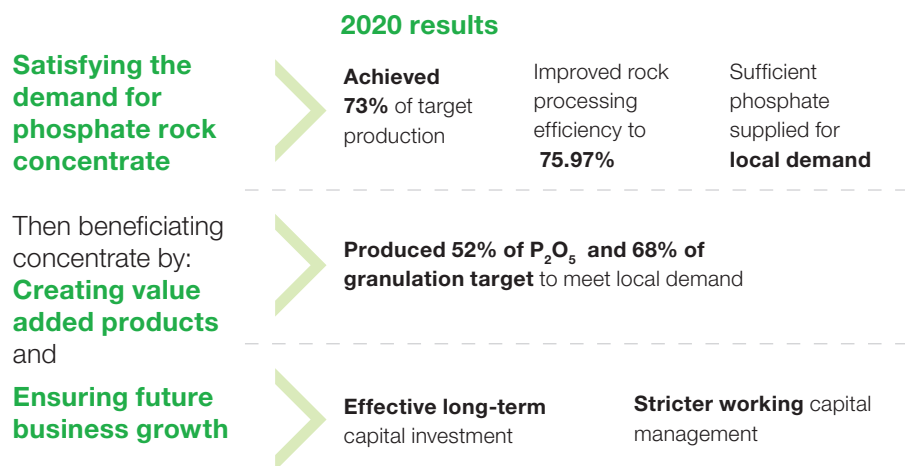 2020 results
Satisfying the
demand for
phosphate rock
concentrate
Achieved
73% of target
production
Improved rock
processing
efficiency to
75.97%
Sufficient
phosphate
supplied for
local demand
Then beneficiating
concentrate by:
Creating value
added products
and
Produced 52% of P₂O₅ and 68% of
granulation target to meet local demand
Ensuring future
business growth
Effective long-term
capital investment
Stricter working capital
management